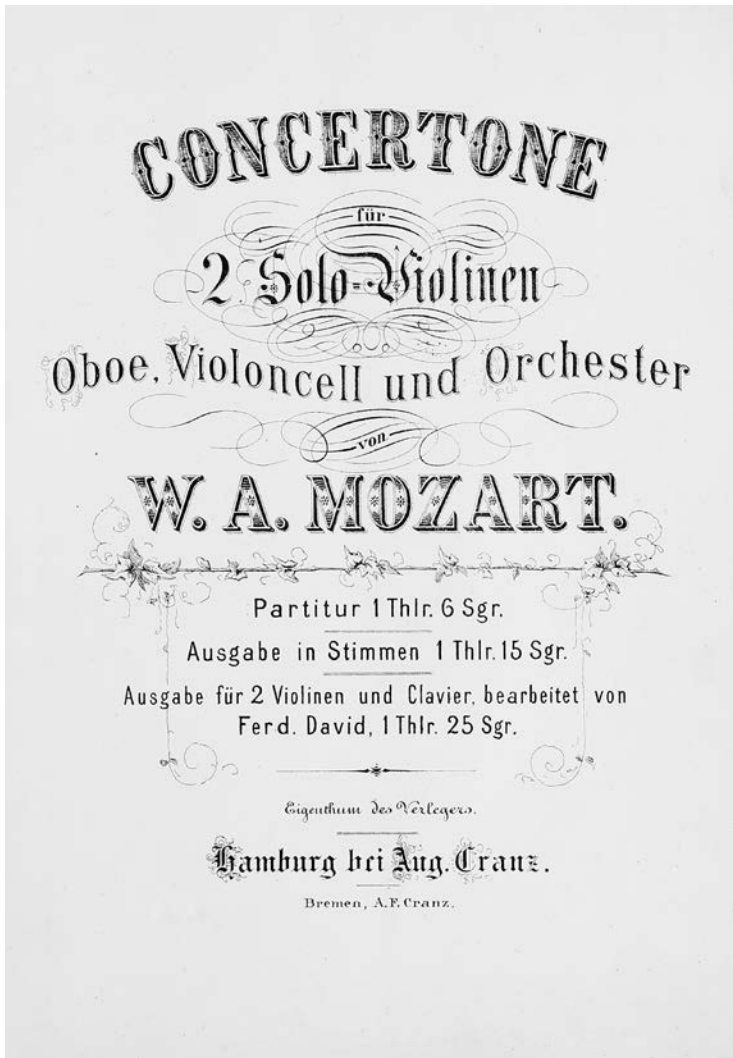 CONCERTONE
für
2 Solo=Violinen
Oboe, Violoncell und Orchester
von
W. A. MOZART.
Partitur 1 Thlr. 6 Sgr.
Ausgabe in Stimmen 1 Thlr. 15 Sgr.
Ausgabe für 2 Violinen und Clavier, bearbeitet von
Ferd. David, 1 Thlr. 25 Sgr.
Eigenthum des Verlegers.
Hamburg bei Aug. Cranz.
Bremen, A.F. Cranz.